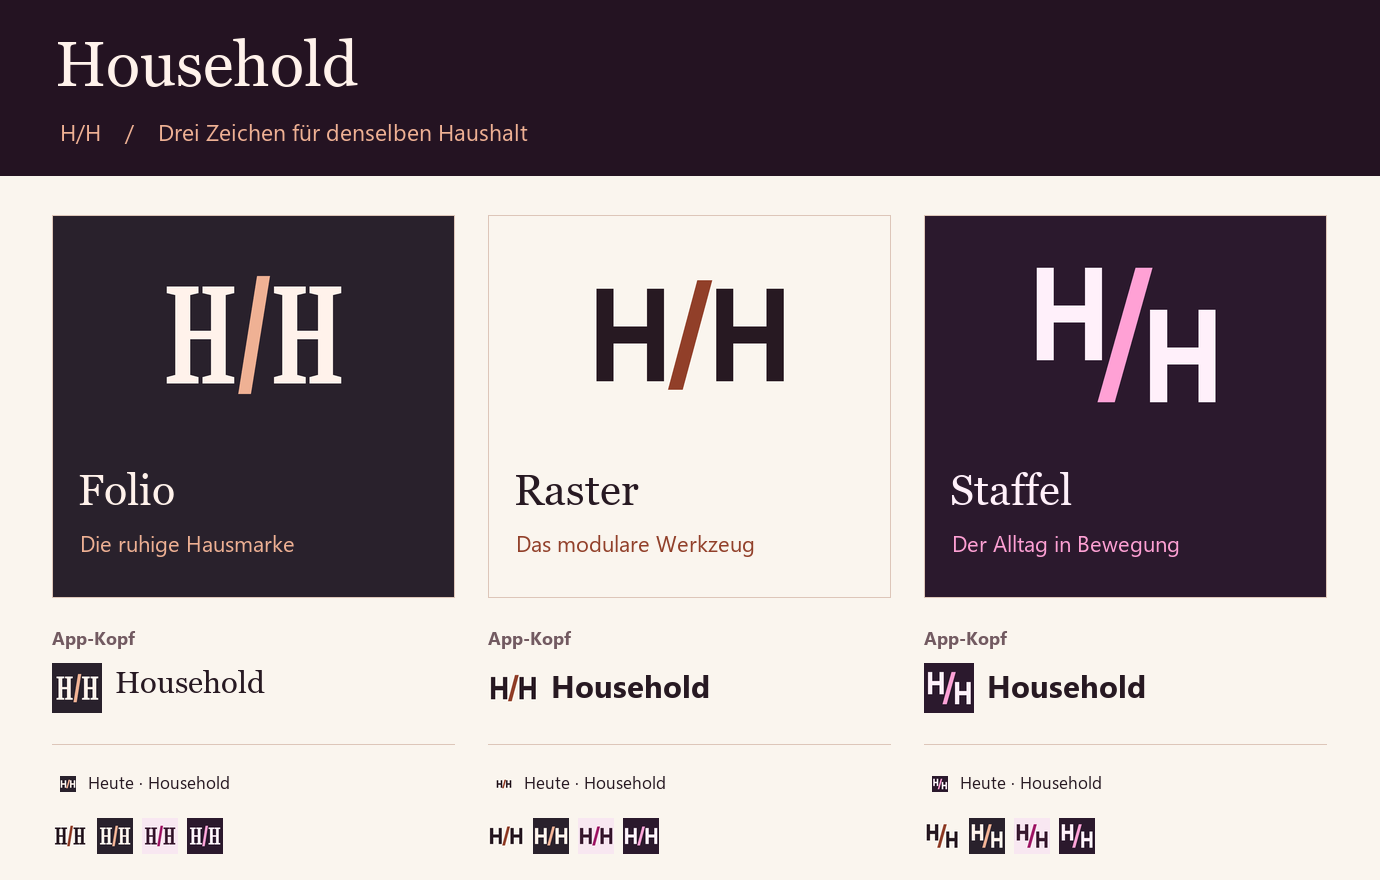 Household
H/H / Drei Zeichen für denselben Haushalt
H/H
Folio
Die ruhige Hausmarke
H/H
Raster
Das modulare Werkzeug
H/H
Staffel
Der Alltag in Bewegung
App-Kopf
H/H Household
H/H Heute · Household
H/H H/H H/H H/H
App-Kopf
H/H Household
H/H Heute · Household
H/H H/H H/H H/H
App-Kopf
H/H Household
H/H Heute · Household
H/H H/H H/H H/H